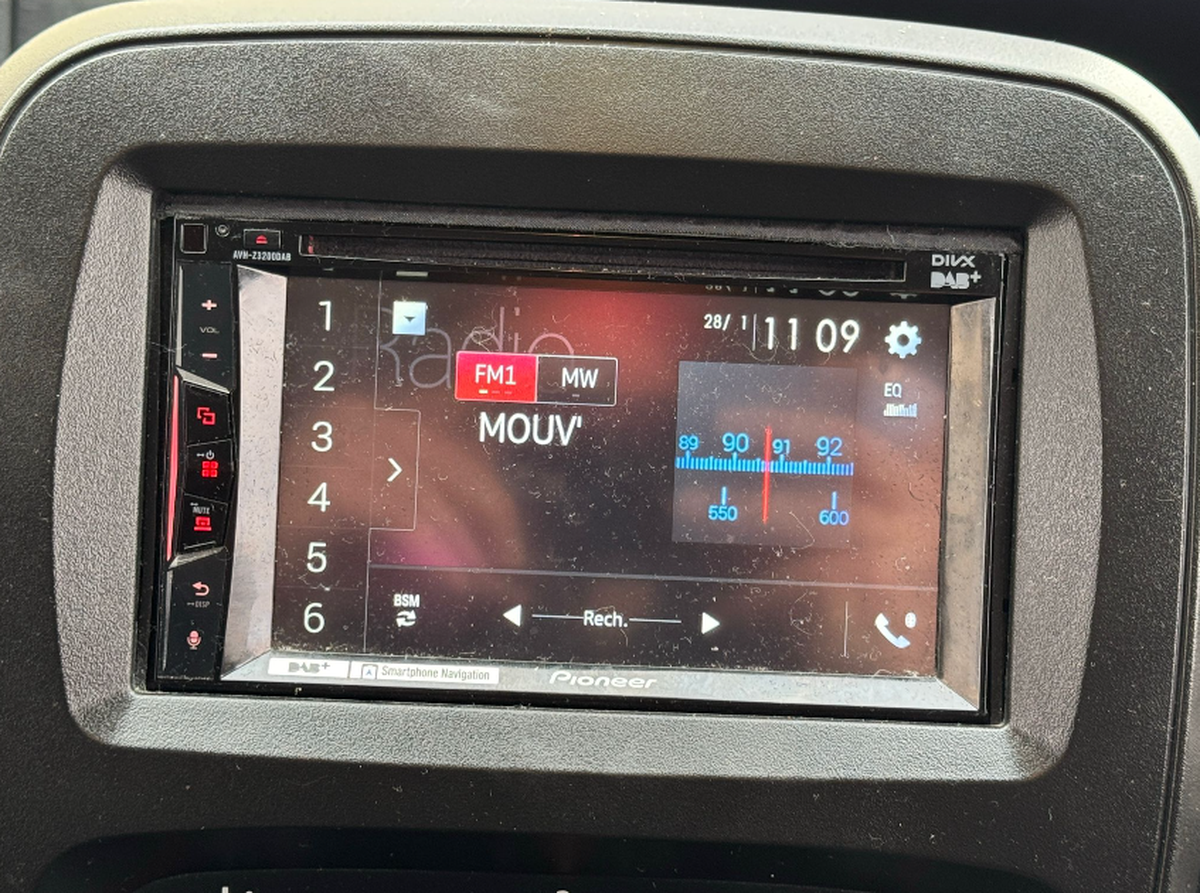 AVH-Z3200DAB
DIVX
DAB+
VOL
MUTE
DISP
1
2
3
4
5
6
Radio
28/ 1 11 09
FM1 MW
EQ
MOUV'
89 90 91 92
550 600
BSM
Rech.
DAB+ Smartphone Navigation
Pioneer